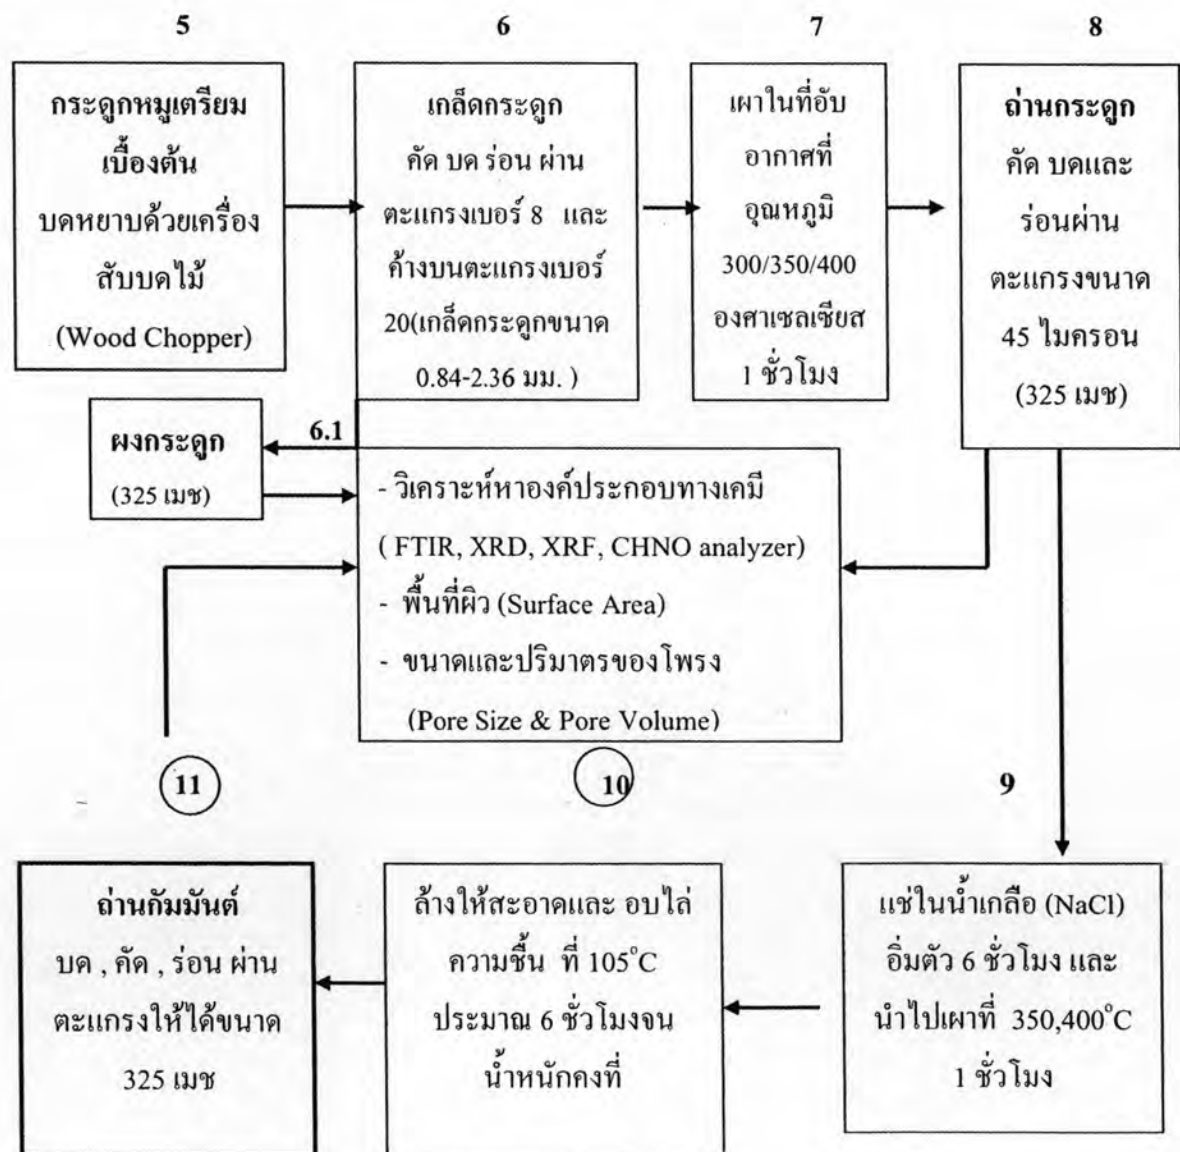 5
6
7
8
กระดูกหมูเตรียม
เบื้องต้น
บดหยาบด้วยเครื่อง
สับบดไม้
(Wood Chopper)
เกล็ดกระดูก
คัด บด ร่อน ผ่าน
ตะแกรงเบอร์ 8 และ
ค้างบนตะแกรงเบอร์
20(เกล็ดกระดูกขนาด
0.84-2.36 มม. )
เผาในที่อับ
อากาศที่
อุณหภูมิ
300/350/400
องศาเซลเซียส
1 ชั่วโมง
ถ่านกระดูก
คัด บดและ
ร่อนผ่าน
ตะแกรงขนาด
45 ไมครอน
(325 เมช)
6.1
ผงกระดูก
(325 เมช)
- วิเคราะห์หาองค์ประกอบทางเคมี
( FTIR, XRD, XRF, CHNO analyzer)
- พื้นที่ผิว (Surface Area)
- ขนาดและปริมาตรของโพรง
(Pore Size & Pore Volume)
11
10
9
ถ่านกัมมันต์
บด , คัด , ร่อน ผ่าน
ตะแกรงให้ได้ขนาด
325 เมช
ล้างให้สะอาดและ อบไล่
ความชื้น ที่ 105°C
ประมาณ 6 ชั่วโมงจน
น้ำหนักคงที่
แช่ในน้ำเกลือ (NaCl)
อิ่มตัว 6 ชั่วโมง และ
นำไปเผาที่ 350,400°C
1 ชั่วโมง